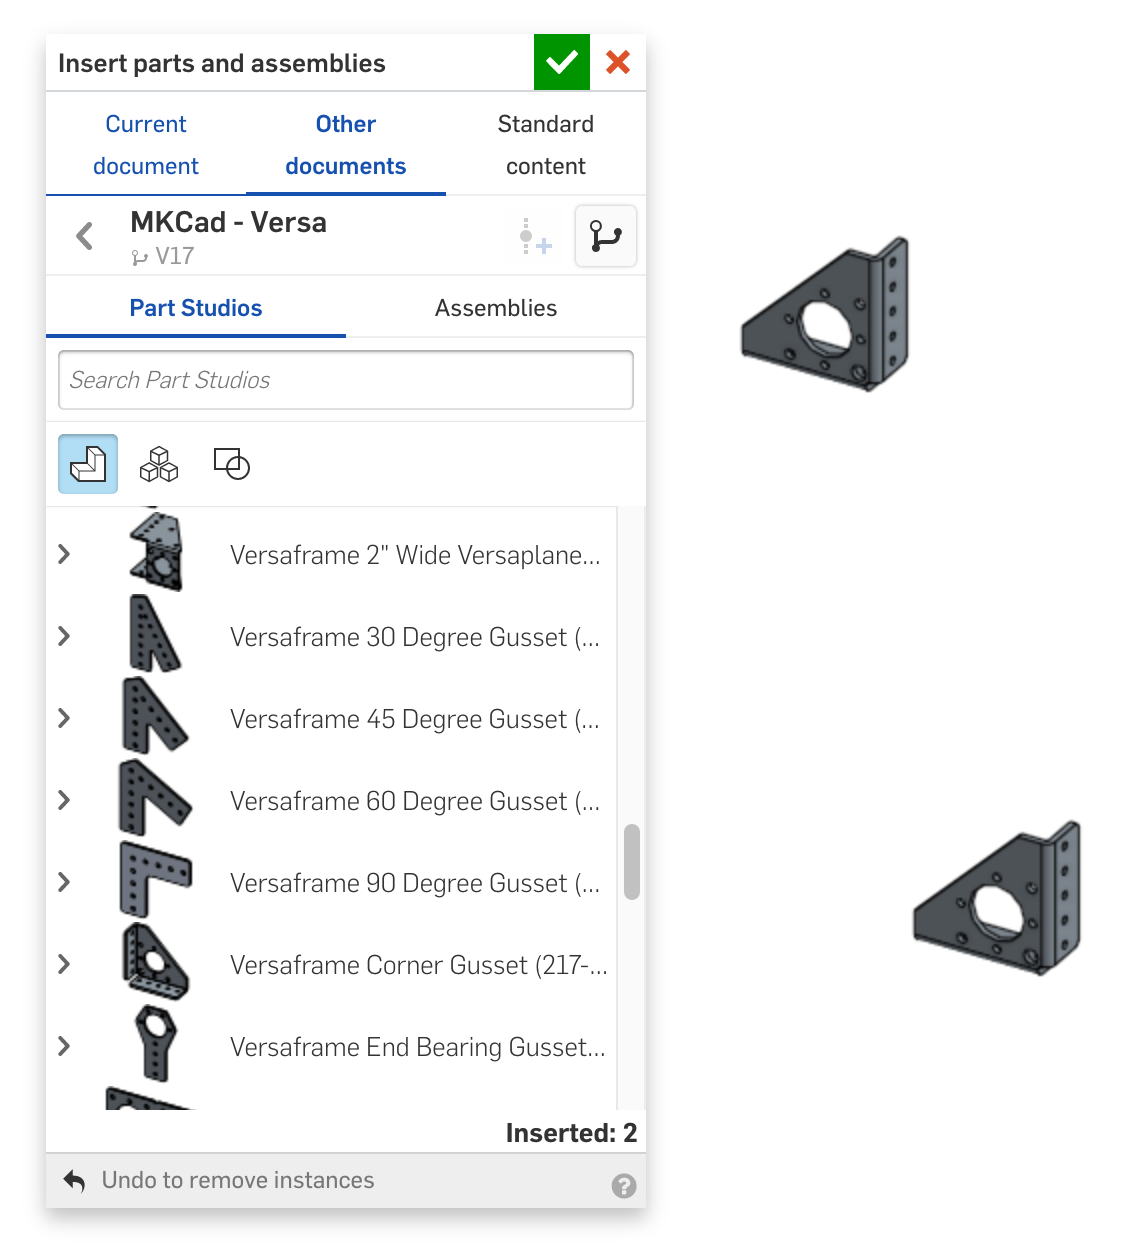 Insert parts and assemblies
Current document
Other documents
Standard content
MKCad - Versa
V17
Part Studios
Assemblies
Search Part Studios
Versaframe 2" Wide Versaplane...
Versaframe 30 Degree Gusset (...
Versaframe 45 Degree Gusset (...
Versaframe 60 Degree Gusset (...
Versaframe 90 Degree Gusset (...
Versaframe Corner Gusset (217-...
Versaframe End Bearing Gusset...
Inserted: 2
Undo to remove instances
?